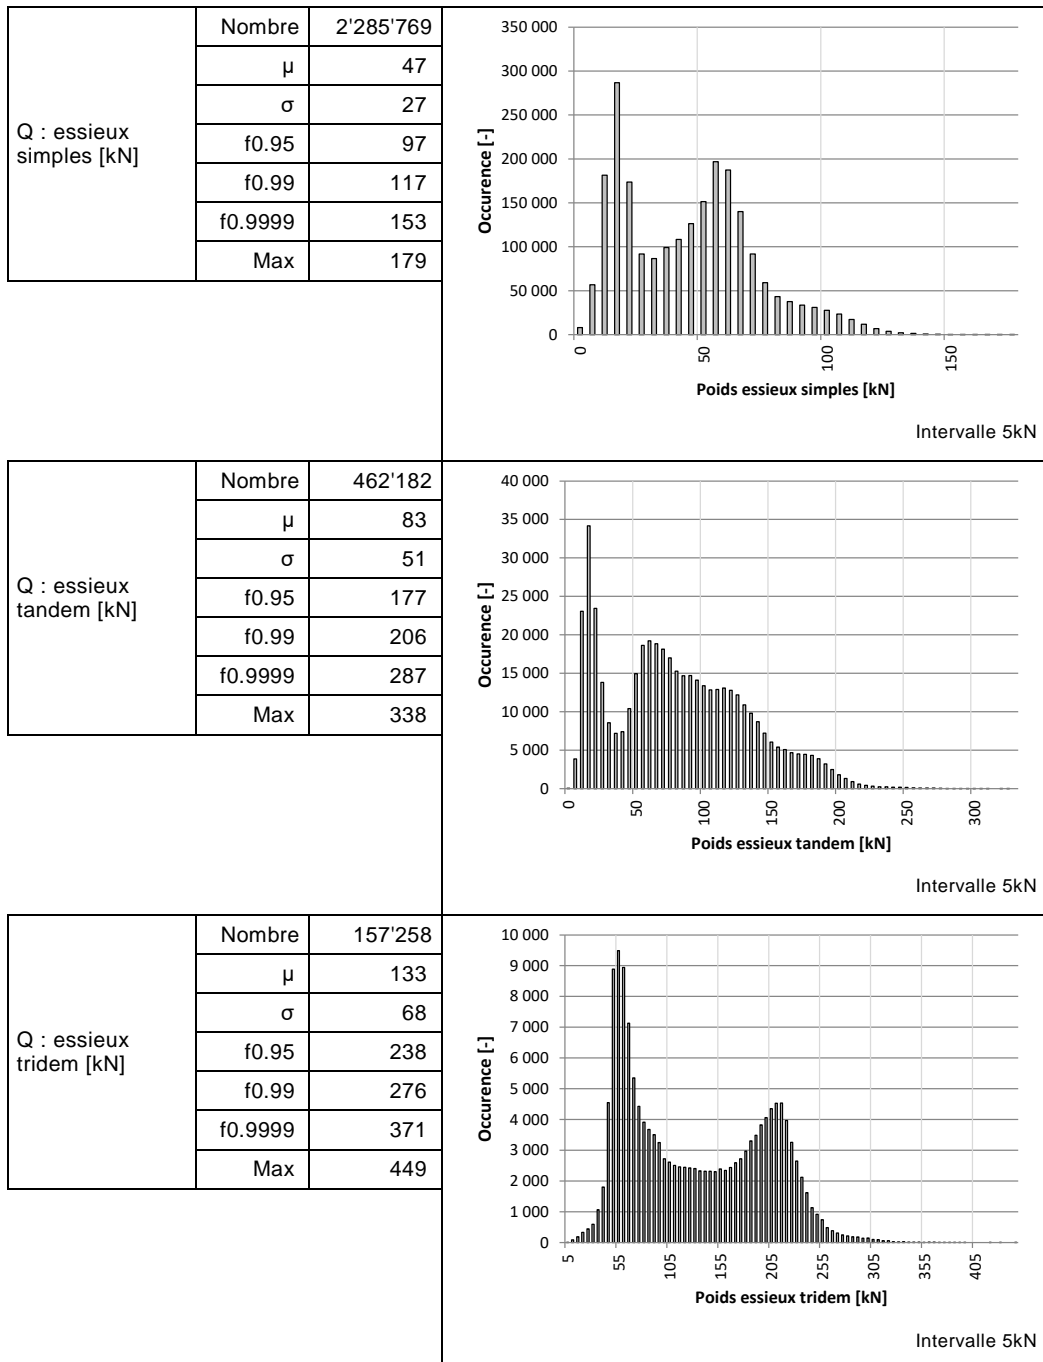 Q : essieux
simples [kN]
Nombre 2'285'769
µ 47
σ 27
f0.95 97
f0.99 117
f0.9999 153
Max 179
350 000
300 000
250 000
200 000
150 000
100 000
50 000
0
Occurence [-]
0 50 100 150
Poids essieux simples [kN]
Intervalle 5kN
Q : essieux
tandem [kN]
Nombre 462'182
µ 83
σ 51
f0.95 177
f0.99 206
f0.9999 287
Max 338
40 000
35 000
30 000
25 000
20 000
15 000
10 000
5 000
0
Occurence [-]
0 50 100 150 200 250 300
Poids essieux tandem [kN]
Intervalle 5kN
Q : essieux
tridem [kN]
Nombre 157'258
µ 133
σ 68
f0.95 238
f0.99 276
f0.9999 371
Max 449
10 000
9 000
8 000
7 000
6 000
5 000
4 000
3 000
2 000
1 000
0
Occurence [-]
5 55 105 155 205 255 305 355 405
Poids essieux tridem [kN]
Intervalle 5kN